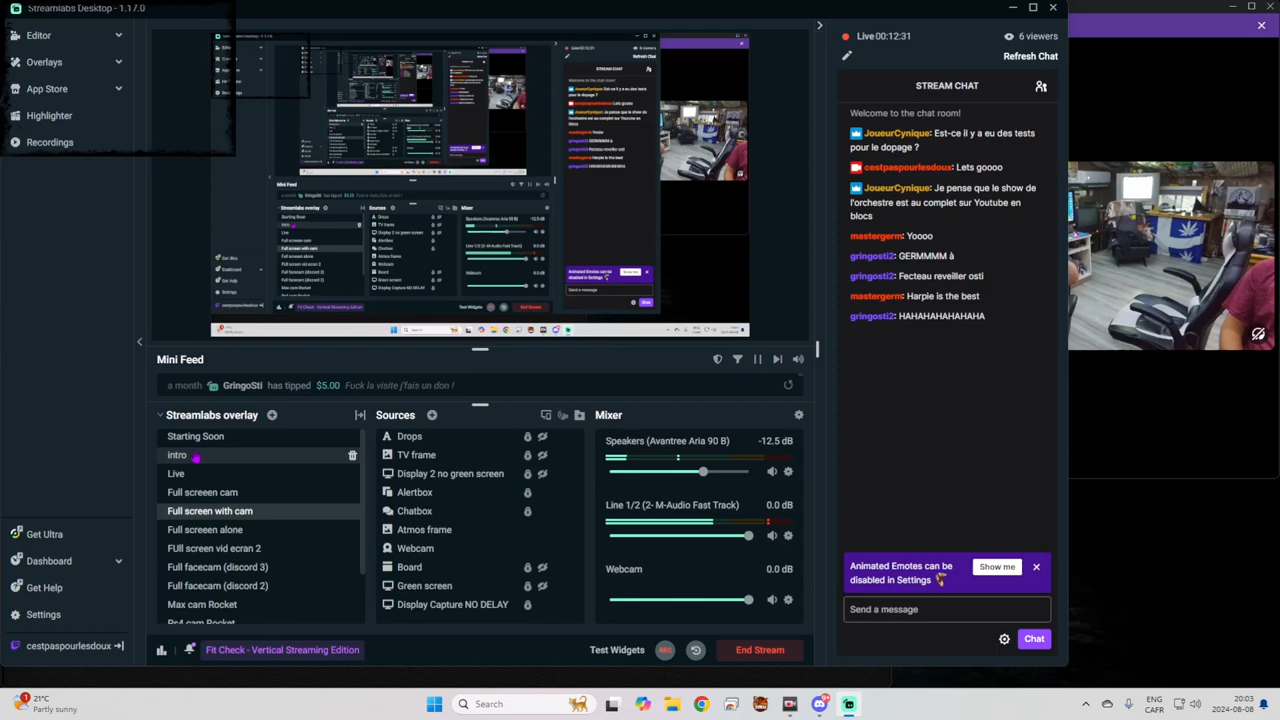 Streamlabs Desktop - 1.17.0
Editor
Overlays
App Store
Highlighter
Recordings
Get Ultra
Dashboard
Get Help
Settings
cestpaspourlesdoux
Mini Feed
a month GringoSti has tipped $5.00 Fuck la visite j'fais un don !
Streamlabs overlay
Starting Soon
intro
Live
Full screeen cam
Full screen with cam
Full screeen alone
FUll screen vid ecran 2
Full facecam (discord 3)
Full facecam (discord 2)
Max cam Rocket
Ps4 cam Rocket
Sources
Drops
TV frame
Display 2 no green screen
Alertbox
Chatbox
Atmos frame
Webcam
Board
Green screen
Display Capture NO DELAY
Mixer
Speakers (Avantree Aria 90 B) -12.5 dB
Line 1/2 (2- M-Audio Fast Track) 0.0 dB
Webcam 0.0 dB
Fit Check - Vertical Streaming Edition
Test Widgets
REC
End Stream
Live 00:12:31
6 viewers
Refresh Chat
STREAM CHAT
Welcome to the chat room!
JoueurCynique: Est-ce il y a eu des tests
pour le dopage ?
cestpaspourlesdoux: Lets goooo
JoueurCynique: Je pense que le show de
l'orchestre est au complet sur Youtube en
blocs
mastergerm: Yoooo
gringosti2: GERMMMM à
gringosti2: Fecteau reveiller osti
mastergerm: Harpie is the best
gringosti2: HAHAHAHAHAHA
Animated Emotes can be
disabled in Settings
Show me
Send a message
Chat
21°C
Partly sunny
Search
ENG
CAFR
20:03
2024-08-08